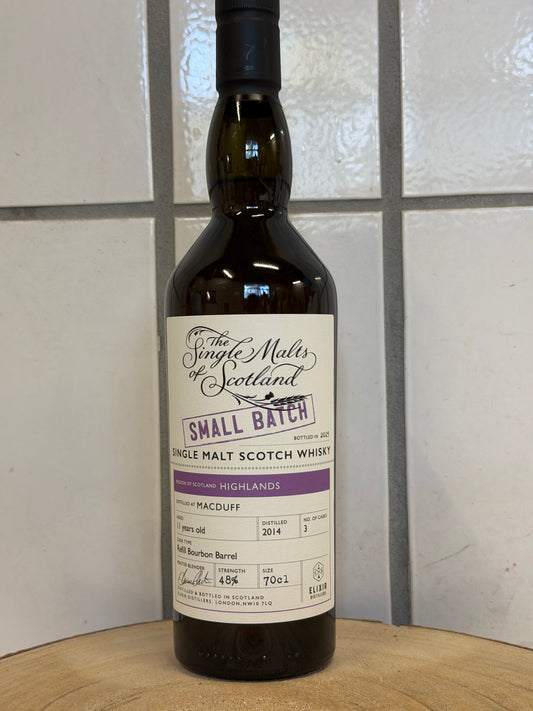 The
Single Malts
of Scotland
SMALL BATCH
BOTTLED IN 2025
SINGLE MALT SCOTCH WHISKY
REGION OF SCOTLAND HIGHLANDS
DISTILLED AT MACDUFF
AGED
11 years old
DISTILLED
2014
NO. OF CASKS
3
CASK TYPE
Refill Bourbon Barrel
MASTER BLENDER
STRENGTH
48%
SIZE
70cl
ELIXIR
DISTILLERS
DISTILLED & BOTTLED IN SCOTLAND
ELIXIR DISTILLERS, LONDON, NW10 7LQ